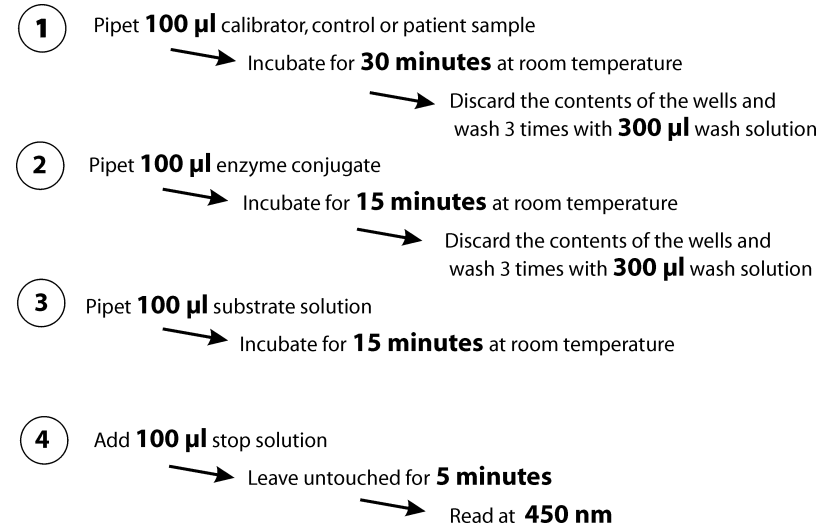 1 Pipet 100 µl calibrator, control or patient sample
Incubate for 30 minutes at room temperature
Discard the contents of the wells and
wash 3 times with 300 µl wash solution
2 Pipet 100 µl enzyme conjugate
Incubate for 15 minutes at room temperature
Discard the contents of the wells and
wash 3 times with 300 µl wash solution
3 Pipet 100 µl substrate solution
Incubate for 15 minutes at room temperature
4 Add 100 µl stop solution
Leave untouched for 5 minutes
Read at 450 nm